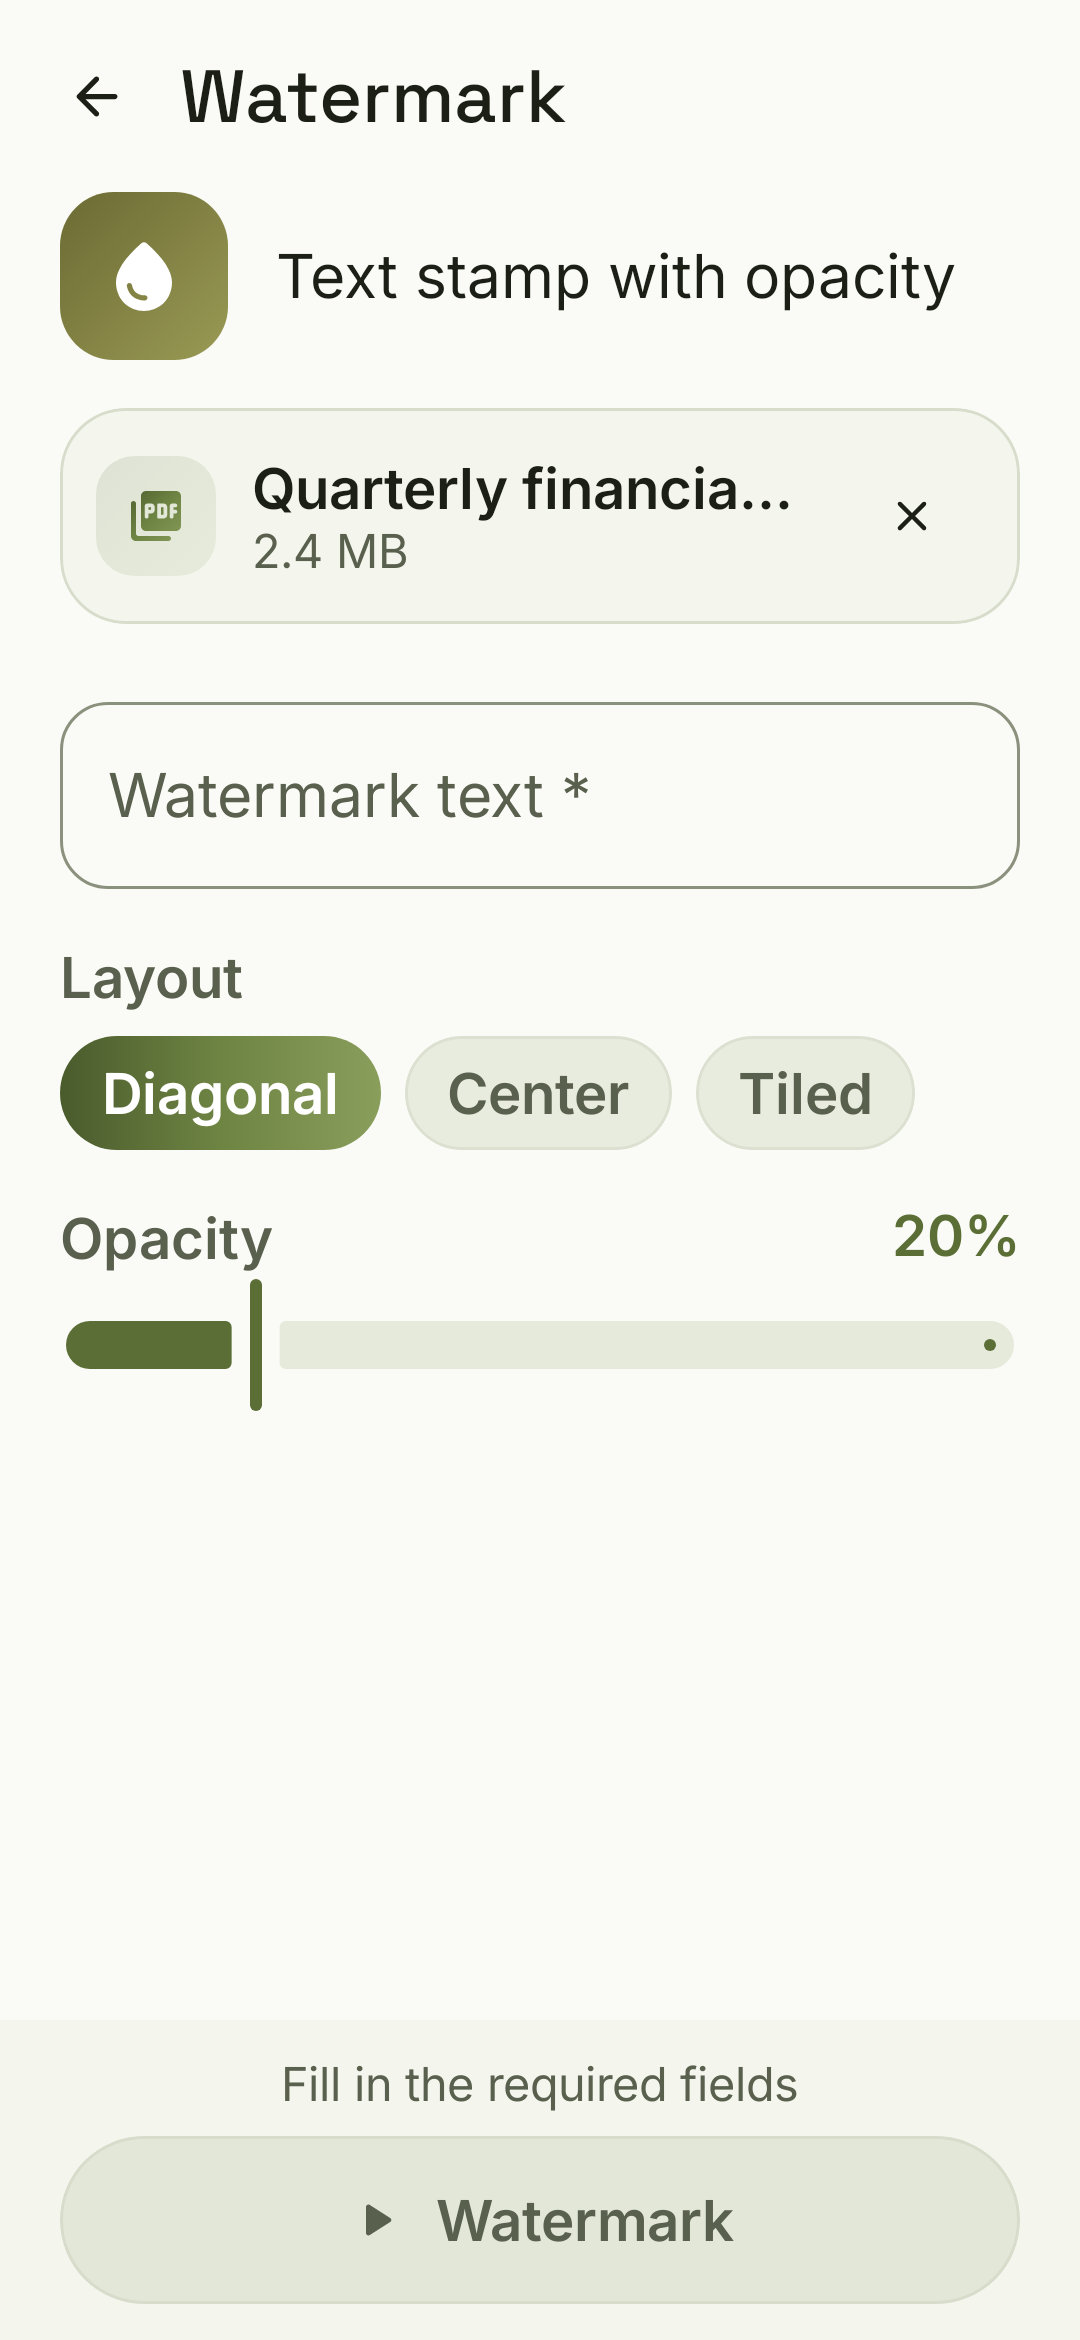 Watermark
Text stamp with opacity
PDF
Quarterly financia...
2.4 MB
Watermark text *
Layout
Diagonal
Center
Tiled
Opacity
20%
Fill in the required fields
Watermark